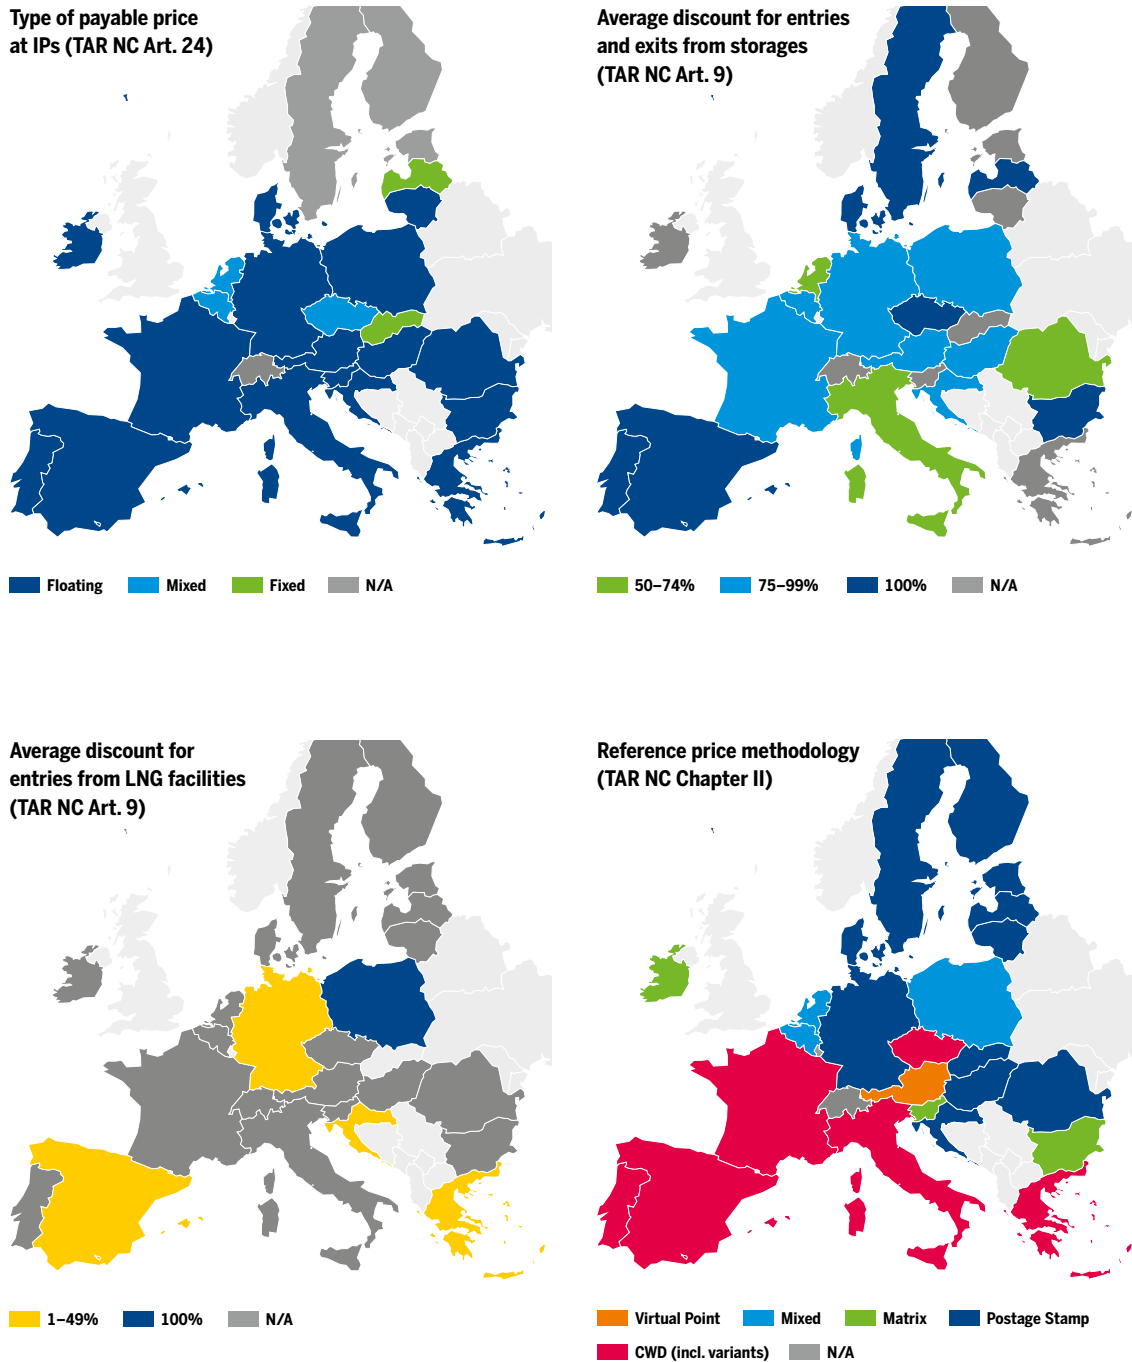 Type of payable price
at IPs (TAR NC Art. 24)
Floating
Mixed
Fixed
N/A
Average discount for entries
and exits from storages
(TAR NC Art. 9)
50–74%
75–99%
100%
N/A
Average discount for
entries from LNG facilities
(TAR NC Art. 9)
1–49%
100%
N/A
Reference price methodology
(TAR NC Chapter II)
Virtual Point
Mixed
Matrix
Postage Stamp
CWD (incl. variants)
N/A